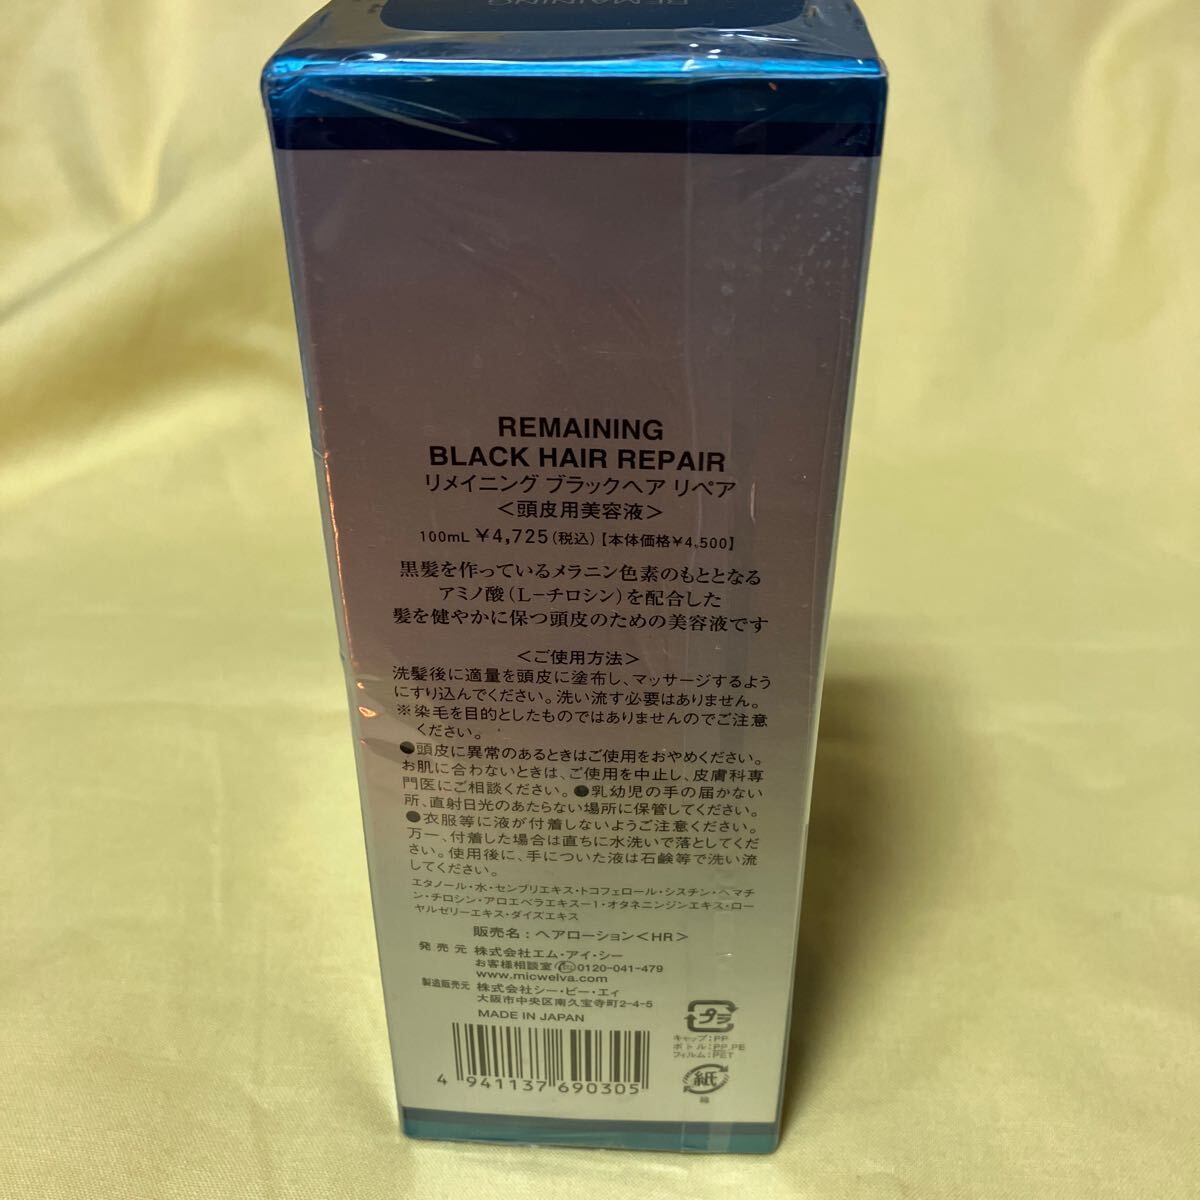 REMAINING
REMAINING
BLACK HAIR REPAIR
リメイニング ブラックヘア リペア
＜頭皮用美容液＞
100mL ￥4,725(税込)【本体価格￥4,500】
黒髪を作っているメラニン色素のもととなる
アミノ酸（L−チロシン）を配合した
髪を健やかに保つ頭皮のための美容液です
＜ご使用方法＞
洗髪後に適量を頭皮に塗布し、マッサージするよう
にすり込んでください。洗い流す必要はありません。
※染毛を目的としたものではありませんのでご注意
ください。
●頭皮に異常のあるときはご使用をおやめください。
お肌に合わないときは、ご使用を中止し、皮膚科専
門医にご相談ください。●乳幼児の手の届かない
所、直射日光のあたらない場所に保管してください。
●衣服等に液が付着しないようご注意ください。
万一、付着した場合は直ちに水洗いで落としてくだ
さい。使用後に、手についた液は石鹸等で洗い流
してください。
エタノール・水・センブリエキス・トコフェロール・シスチン・ヘマチ
ン・チロシン・アロエベラエキス−1・オタネニンジンエキス・ロー
ヤルゼリーエキス・ダイズエキス
販売名：ヘアローション＜HR＞
発売元 株式会社エム・アイ・シー
お客様相談室 0120-041-479
www.micwelva.com
製造販売元 株式会社シー・ビー・エィ
大阪市中央区南久宝寺町2-4-5
MADE IN JAPAN
プラ
キャップ:PP
ボトル:PP,PE
フィルム:PET
紙
箱
4 941137 690305